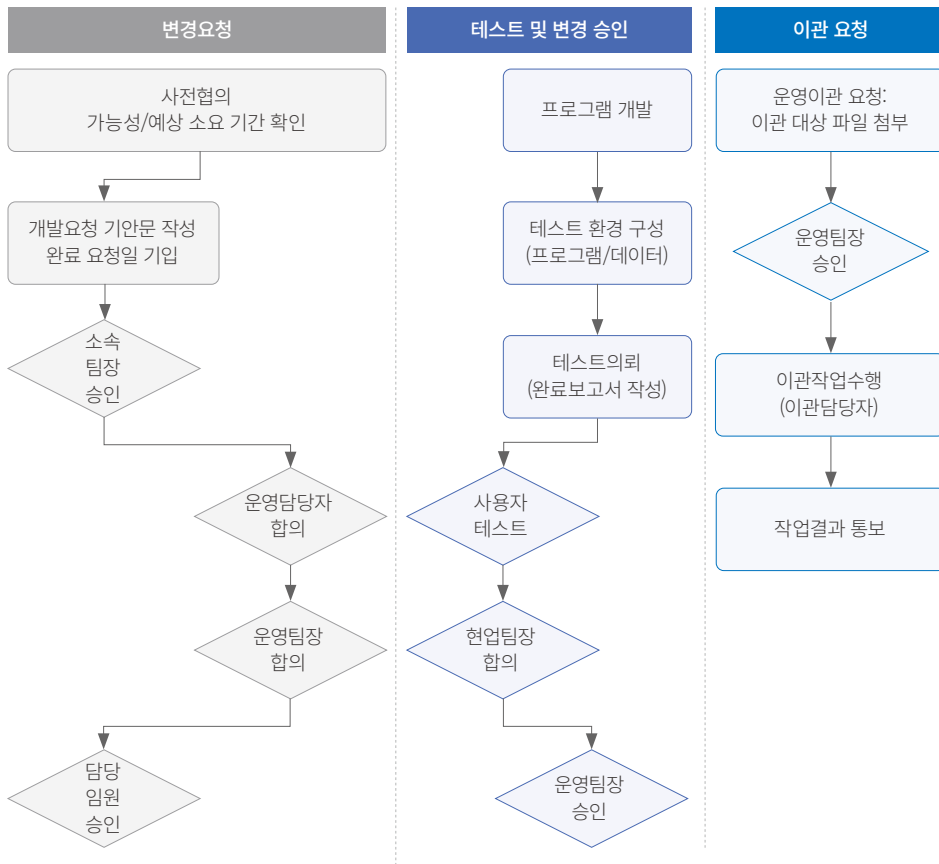 변경요청
사전협의
가능성/예상 소요 기간 확인
개발요청 기안문 작성
완료 요청일 기입
소속
팀장
승인
운영담당자
합의
운영팀장
합의
담당
임원
승인
테스트 및 변경 승인
프로그램 개발
테스트 환경 구성
(프로그램/데이터)
테스트의뢰
(완료보고서 작성)
사용자
테스트
현업팀장
합의
운영팀장
승인
이관 요청
운영이관 요청:
이관 대상 파일 첨부
운영팀장
승인
이관작업수행
(이관담당자)
작업결과 통보